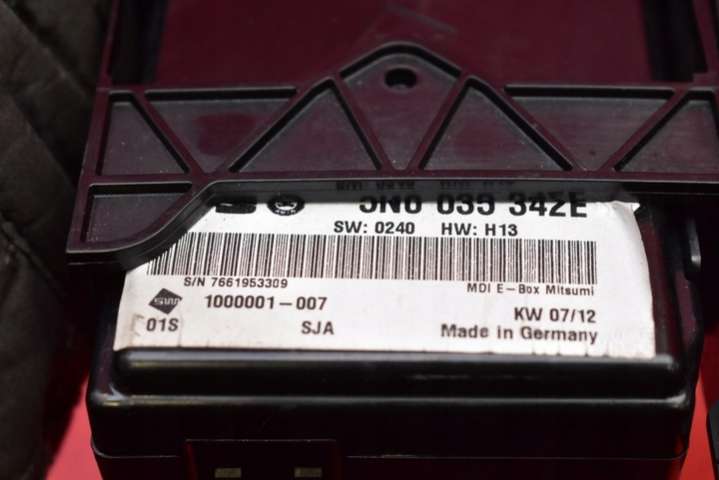 5N0 035 342E
SW: 0240 HW: H13
S/N 7661953309
MDI E-Box Mitsumi
SWI
1000001-007
KW 07/12
01S
SJA
Made in Germany